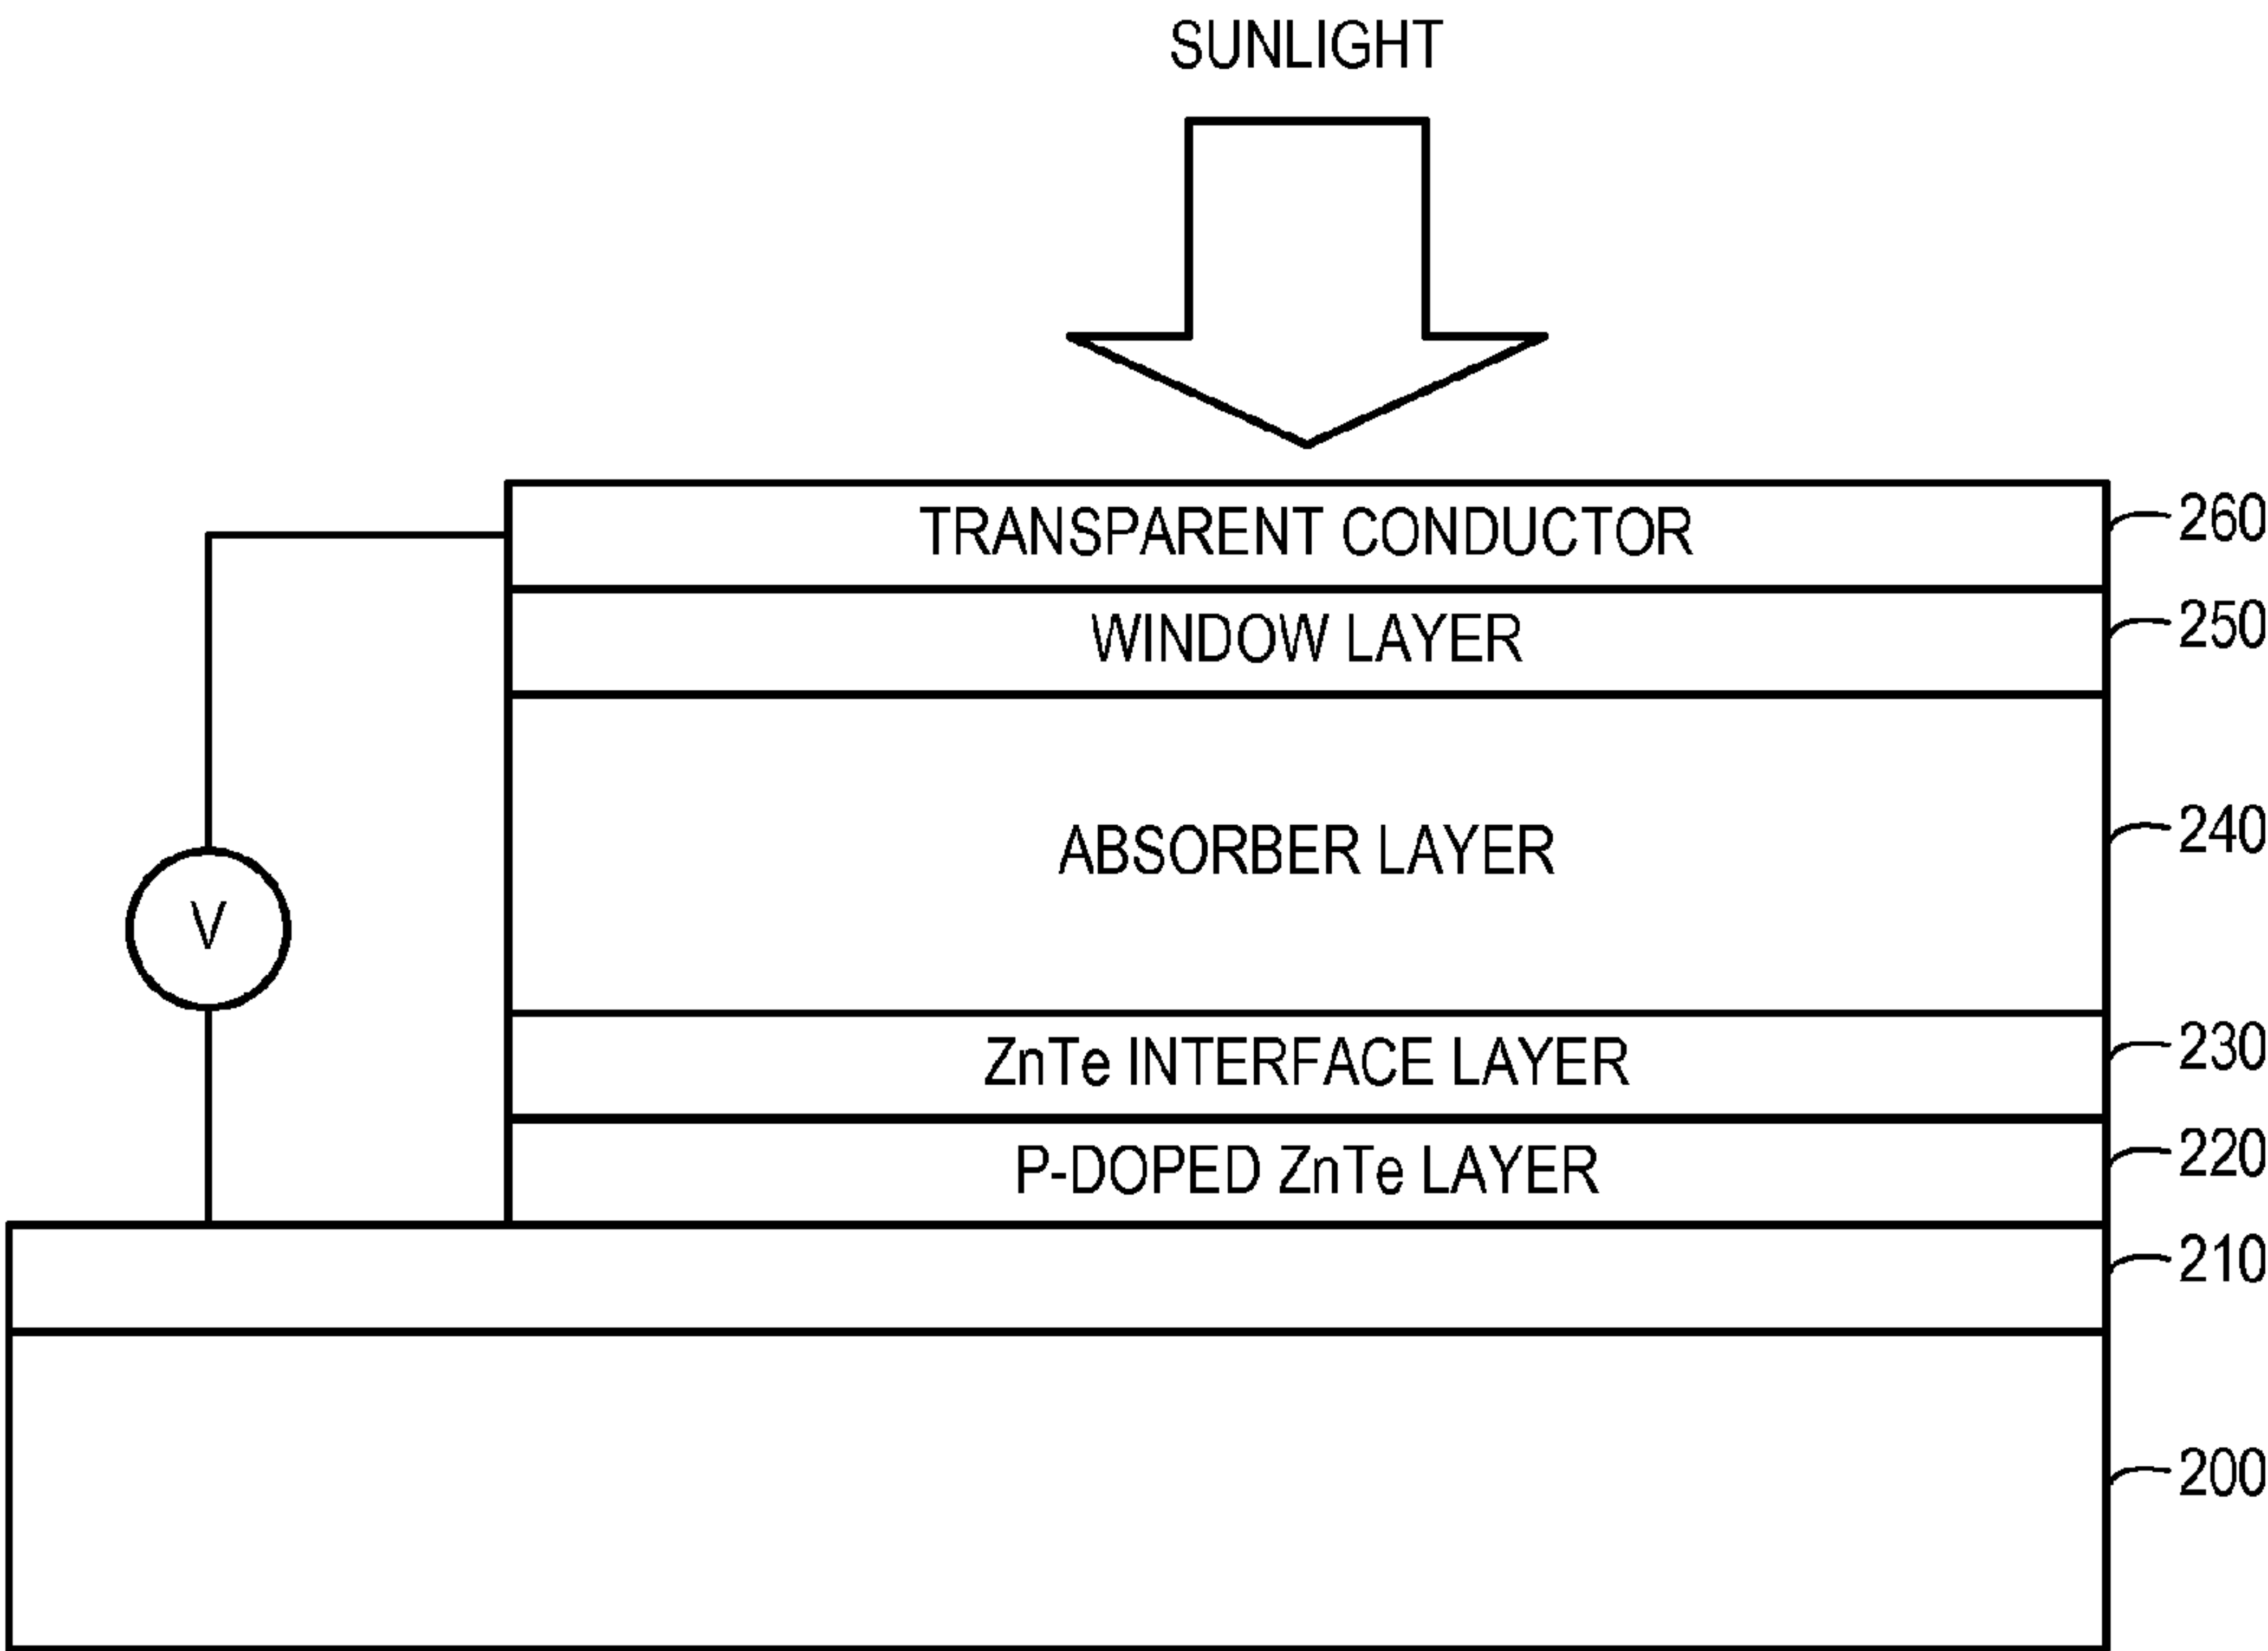 SUNLIGHT
TRANSPARENT CONDUCTOR
260
WINDOW LAYER
250
ABSORBER LAYER
240
V
ZnTe INTERFACE LAYER
230
P-DOPED ZnTe LAYER
220
210
200